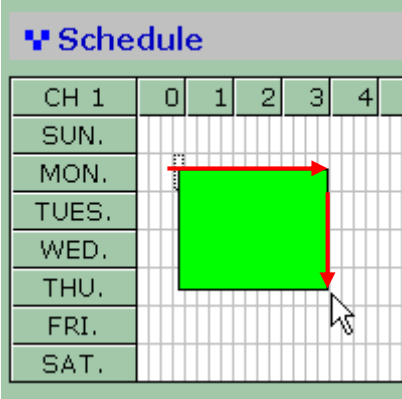 Schedule
CH 1 0 1 2 3 4
SUN.
MON.
TUES.
WED.
THU.
FRI.
SAT.